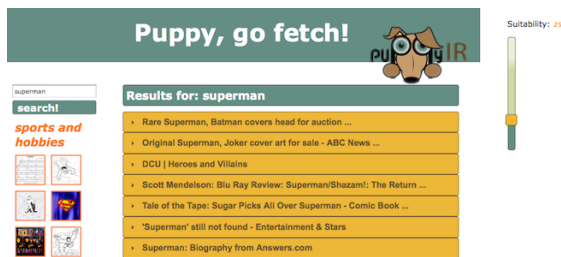 Puppy, go fetch!
puppyIR
Suitability: 25
superman
search!
sports and
hobbies
Results for: superman
Rare Superman, Batman covers head for auction ...
Original Superman, Joker cover art for sale - ABC News ...
DCU | Heroes and Villains
Scott Mendelson: Blu Ray Review: Superman/Shazam!: The Return ...
Tale of the Tape: Sugar Picks All Over Superman - Comic Book ...
'Superman' still not found - Entertainment & Stars
Superman: Biography from Answers.com